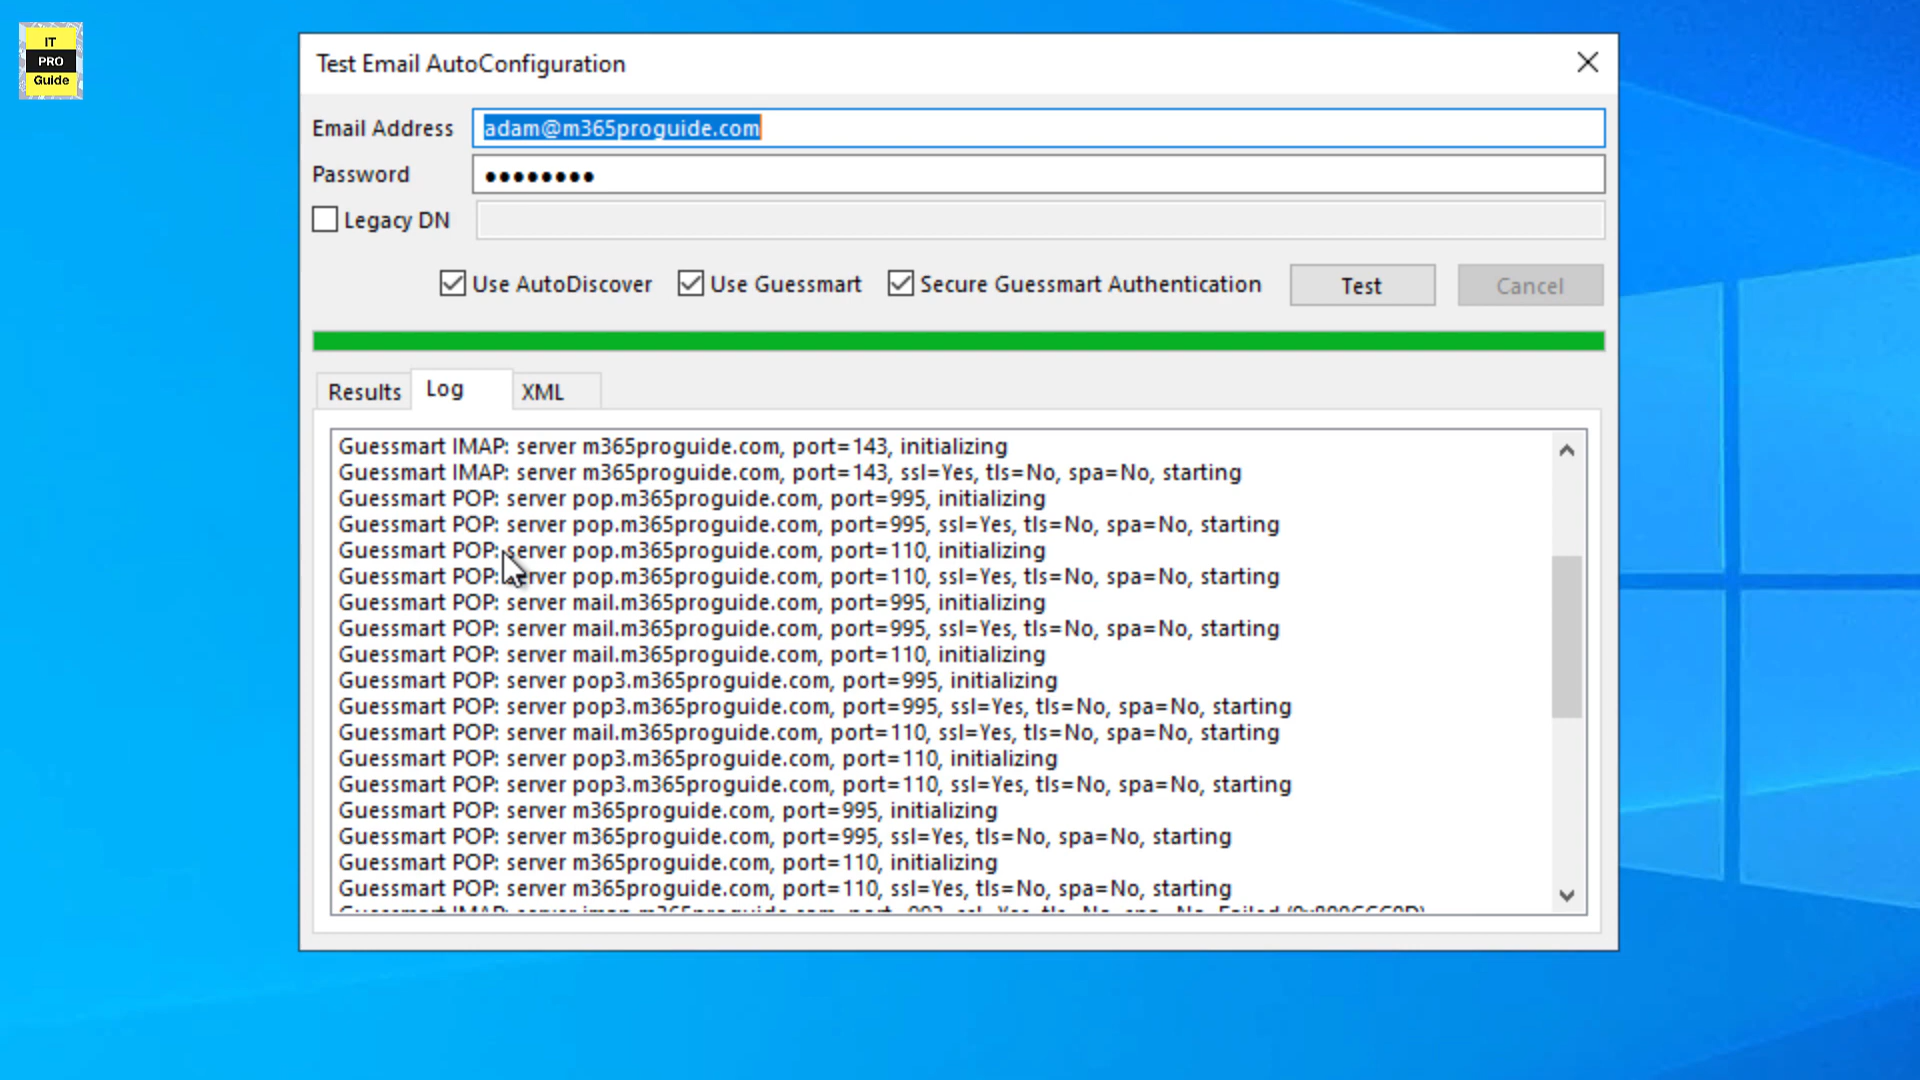 IT
PRO
Guide
Test Email AutoConfiguration
Email Address adam@m365proguide.com
Password ●●●●●●●●
Legacy DN
Use AutoDiscover Use Guessmart Secure Guessmart Authentication Test Cancel
Results Log XML
Guessmart IMAP: server m365proguide.com, port=143, initializing
Guessmart IMAP: server m365proguide.com, port=143, ssl=Yes, tls=No, spa=No, starting
Guessmart POP: server pop.m365proguide.com, port=995, initializing
Guessmart POP: server pop.m365proguide.com, port=995, ssl=Yes, tls=No, spa=No, starting
Guessmart POP: server pop.m365proguide.com, port=110, initializing
Guessmart POP: server pop.m365proguide.com, port=110, ssl=Yes, tls=No, spa=No, starting
Guessmart POP: server mail.m365proguide.com, port=995, initializing
Guessmart POP: server mail.m365proguide.com, port=995, ssl=Yes, tls=No, spa=No, starting
Guessmart POP: server mail.m365proguide.com, port=110, initializing
Guessmart POP: server pop3.m365proguide.com, port=995, initializing
Guessmart POP: server pop3.m365proguide.com, port=995, ssl=Yes, tls=No, spa=No, starting
Guessmart POP: server mail.m365proguide.com, port=110, ssl=Yes, tls=No, spa=No, starting
Guessmart POP: server pop3.m365proguide.com, port=110, initializing
Guessmart POP: server pop3.m365proguide.com, port=110, ssl=Yes, tls=No, spa=No, starting
Guessmart POP: server m365proguide.com, port=995, initializing
Guessmart POP: server m365proguide.com, port=995, ssl=Yes, tls=No, spa=No, starting
Guessmart POP: server m365proguide.com, port=110, initializing
Guessmart POP: server m365proguide.com, port=110, ssl=Yes, tls=No, spa=No, starting